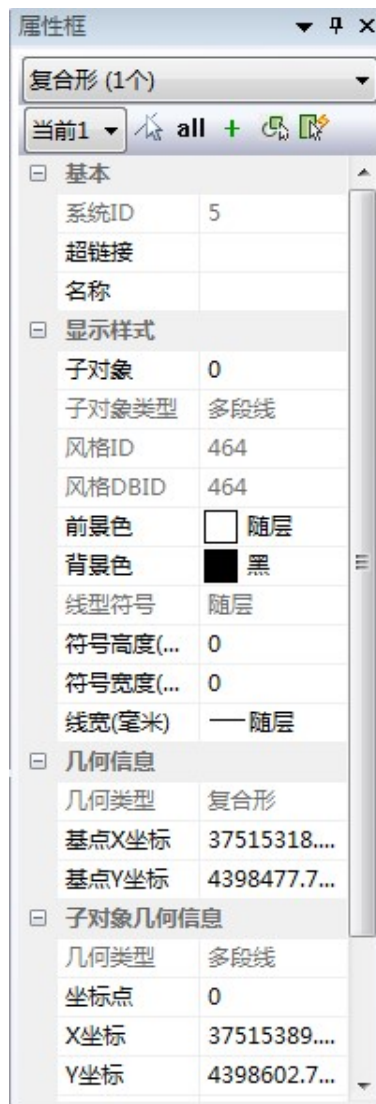 属性框
复合形 (1个)
当前1 all
基本
系统ID 5
超链接
名称
显示样式
子对象 0
子对象类型 多段线
风格ID 464
风格DBID 464
前景色 随层
背景色 黑
线型符号 随层
符号高度(... 0
符号宽度(... 0
线宽(毫米) 随层
几何信息
几何类型 复合形
基点X坐标 37515318....
基点Y坐标 4398477.7...
子对象几何信息
几何类型 多段线
坐标点 0
X坐标 37515389....
Y坐标 4398602.7...